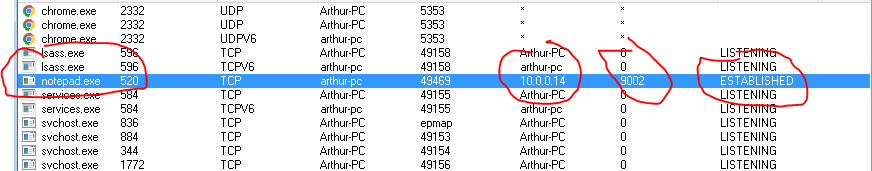 chrome.exe 2332 UDP Arthur-PC 5353 * *
chrome.exe 2332 UDP Arthur-PC 5353 * *
chrome.exe 2332 UDPV6 Arthur-PC 5353 * *
lsass.exe 596 TCP Arthur-PC 49158 Arthur-PC 0 LISTENING
lsass.exe 596 TCPV6 Arthur-PC 49158 arthur-pc 0 LISTENING
notepad.exe 520 TCP arthur-pc 49469 10.0.0.14 9002 ESTABLISHED
services.exe 584 TCP Arthur-PC 49155 Arthur-PC 0 LISTENING
services.exe 584 TCPV6 Arthur-PC 49155 arthur-pc 0 LISTENING
svchost.exe 836 TCP Arthur-PC epmap Arthur-PC 0 LISTENING
svchost.exe 884 TCP Arthur-PC 49153 Arthur-PC 0 LISTENING
svchost.exe 344 TCP Arthur-PC 49154 Arthur-PC 0 LISTENING
svchost.exe 1772 TCP Arthur-PC 49156 Arthur-PC 0 LISTENING